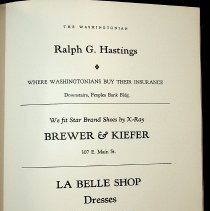 THE WASHINGTONIAN
Ralph G. Hastings
WHERE WASHINGTONIANS BUY THEIR INSURANCE
Downstairs, Peoples Bank Bldg.
We fit Star Brand Shoes by X-Ray
BREWER & KIEFER
107 E. Main St.
LA BELLE SHOP
Dresses